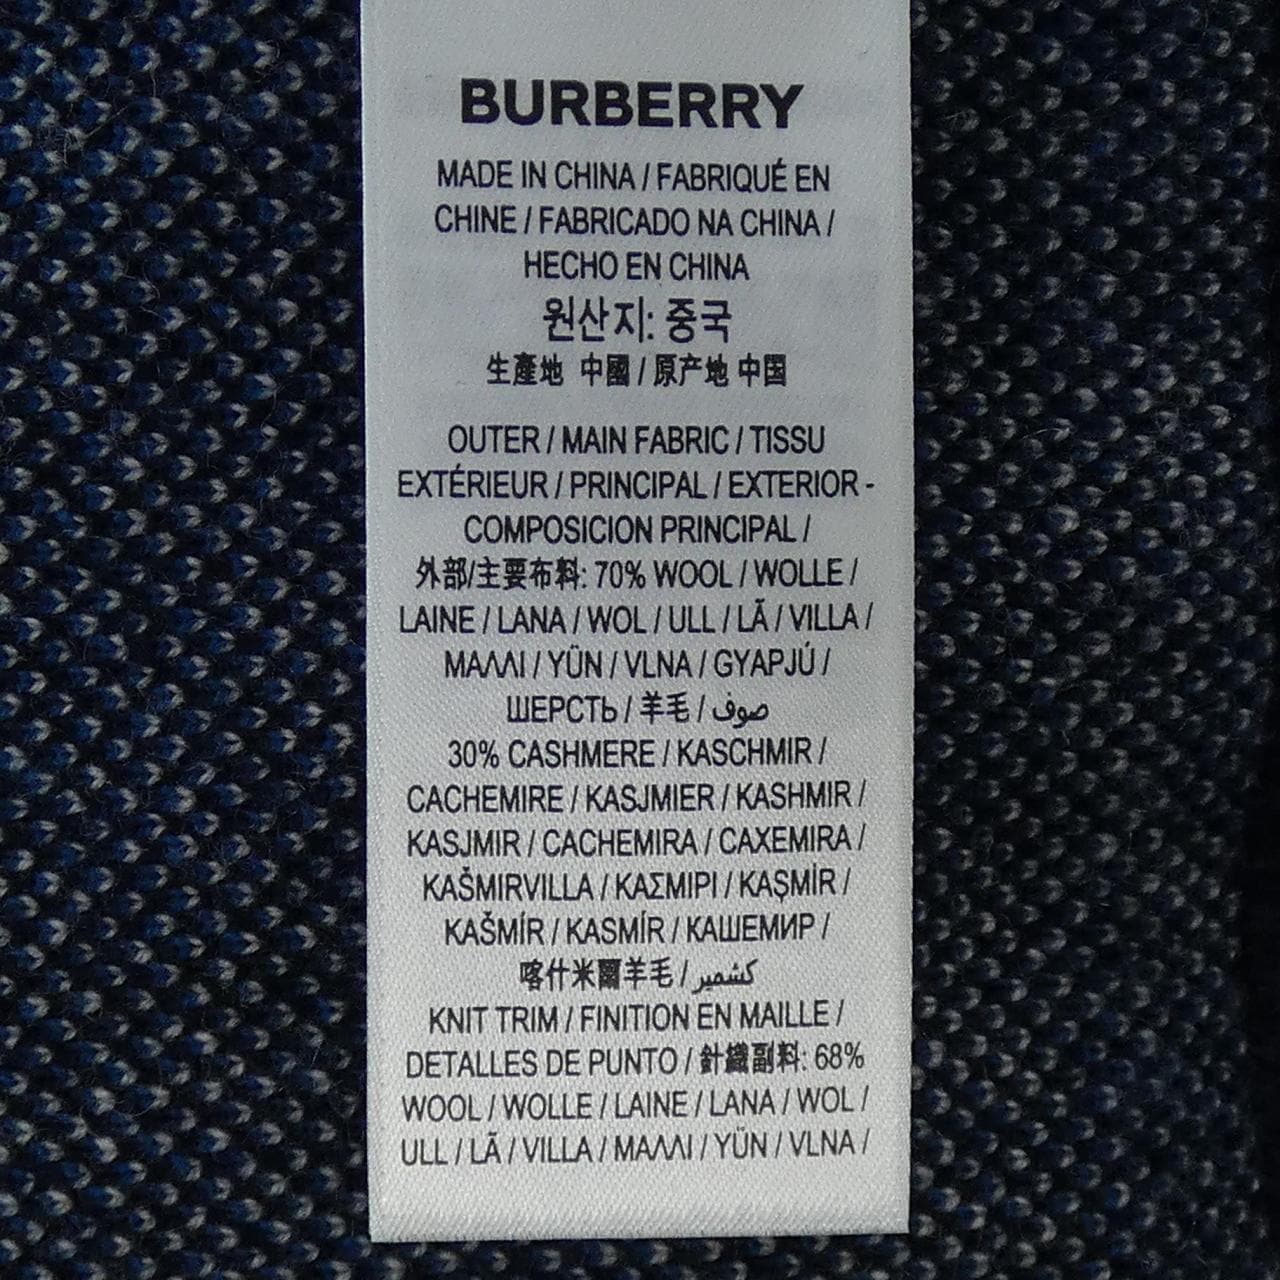 BURBERRY
MADE IN CHINA / FABRIQUÉ EN
CHINE / FABRICADO NA CHINA /
HECHO EN CHINA
원산지: 중국
生產地 中國 / 原产地 中国
OUTER / MAIN FABRIC / TISSU
EXTÉRIEUR / PRINCIPAL / EXTERIOR -
COMPOSICION PRINCIPAL /
外部/主要布料: 70% WOOL / WOLLE /
LAINE / LANA / WOL / ULL / LÃ / VILLA /
ΜΑΛΛΙ / YÜN / VLNA / GYAPJÚ /
ШЕРСТЬ / 羊毛 / صوف
30% CASHMERE / KASCHMIR /
CACHEMIRE / KASJMIER / KASHMIR /
KASJMIR / CACHEMIRA / CAXEMIRA /
KAŠMIRVILLA / ΚΑΣΜΙΡΙ / KAŞMİR /
KAŠMÍR / KASMÍR / КАШЕМИР /
喀什米爾羊毛 / كشمير
KNIT TRIM / FINITION EN MAILLE /
DETALLES DE PUNTO / 針織副料: 68%
WOOL / WOLLE / LAINE / LANA / WOL /
ULL / LÃ / VILLA / ΜΑΛΛΙ / YÜN / VLNA /